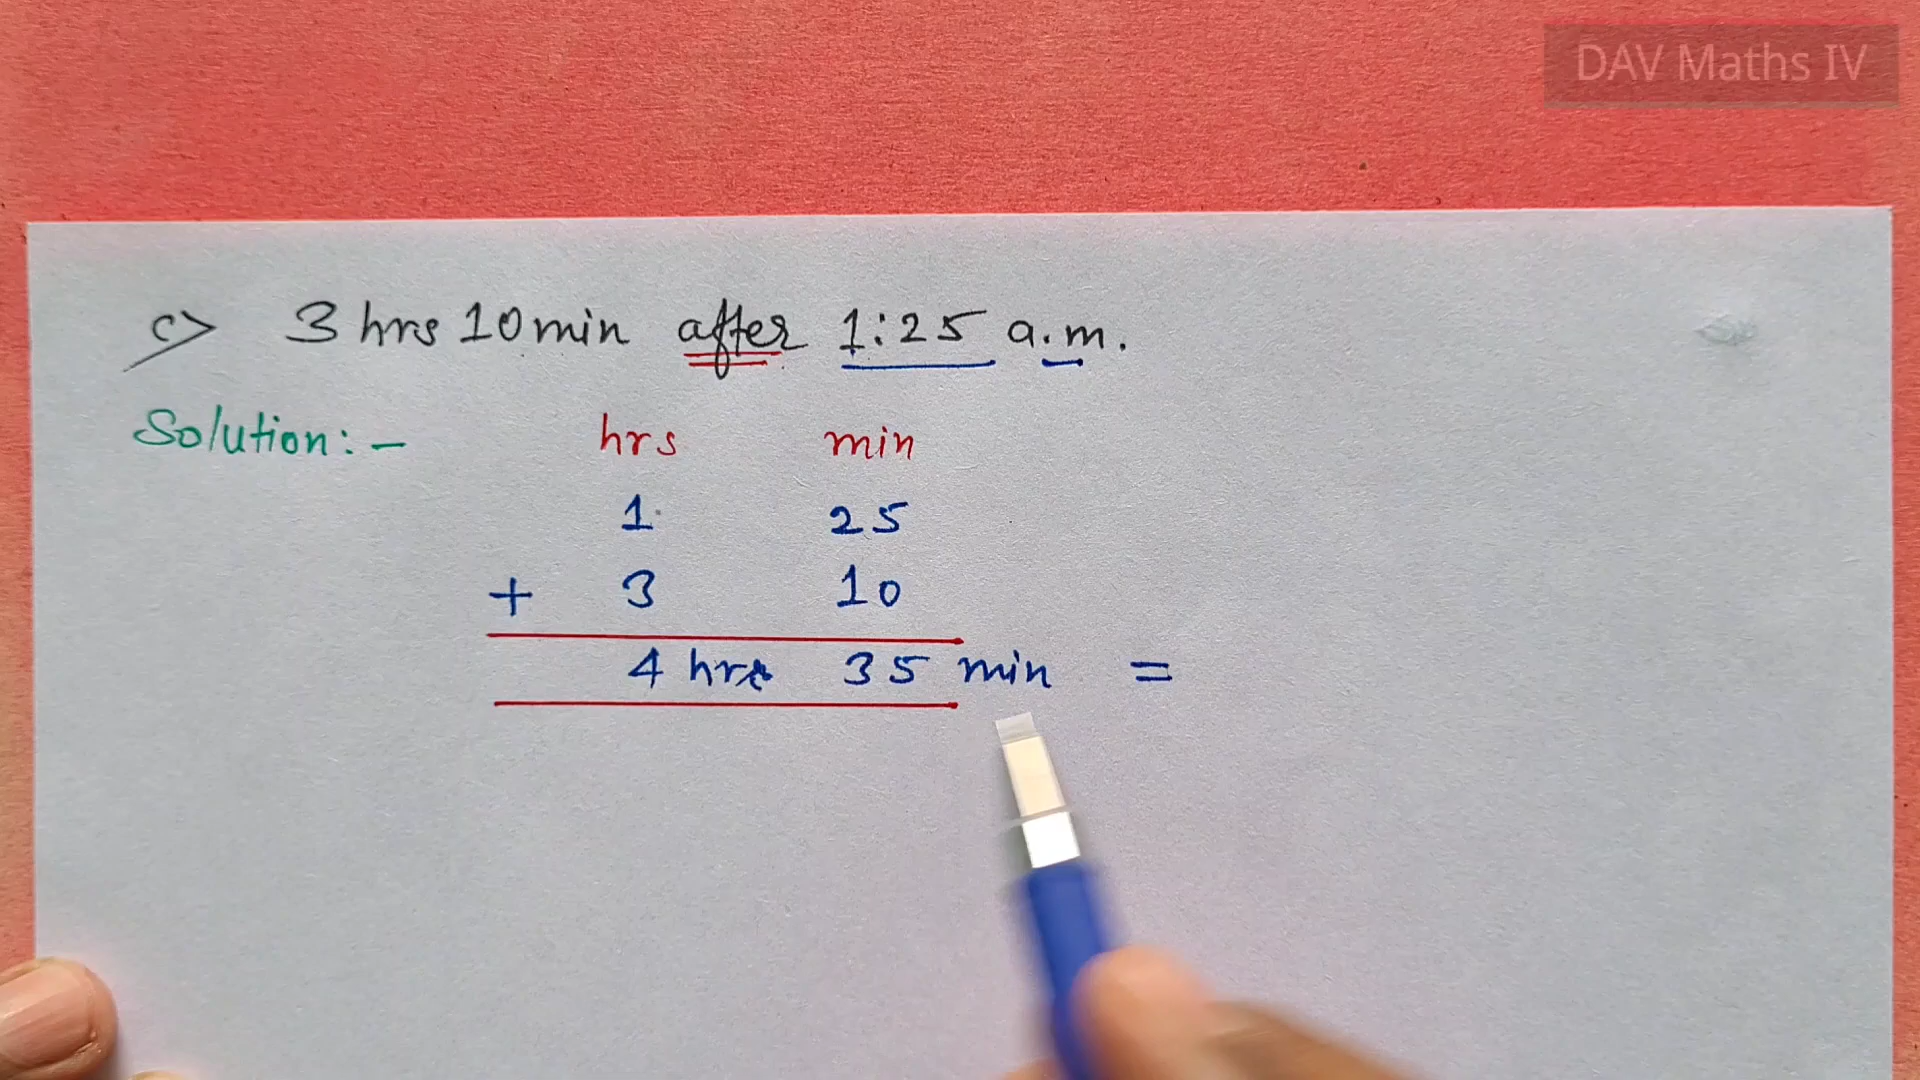 DAV Maths IV
c> 3 hrs 10 min after 1:25 a.m.
Solution:- hrs min
1 25
+ 3 10
4 hrs 35 min =